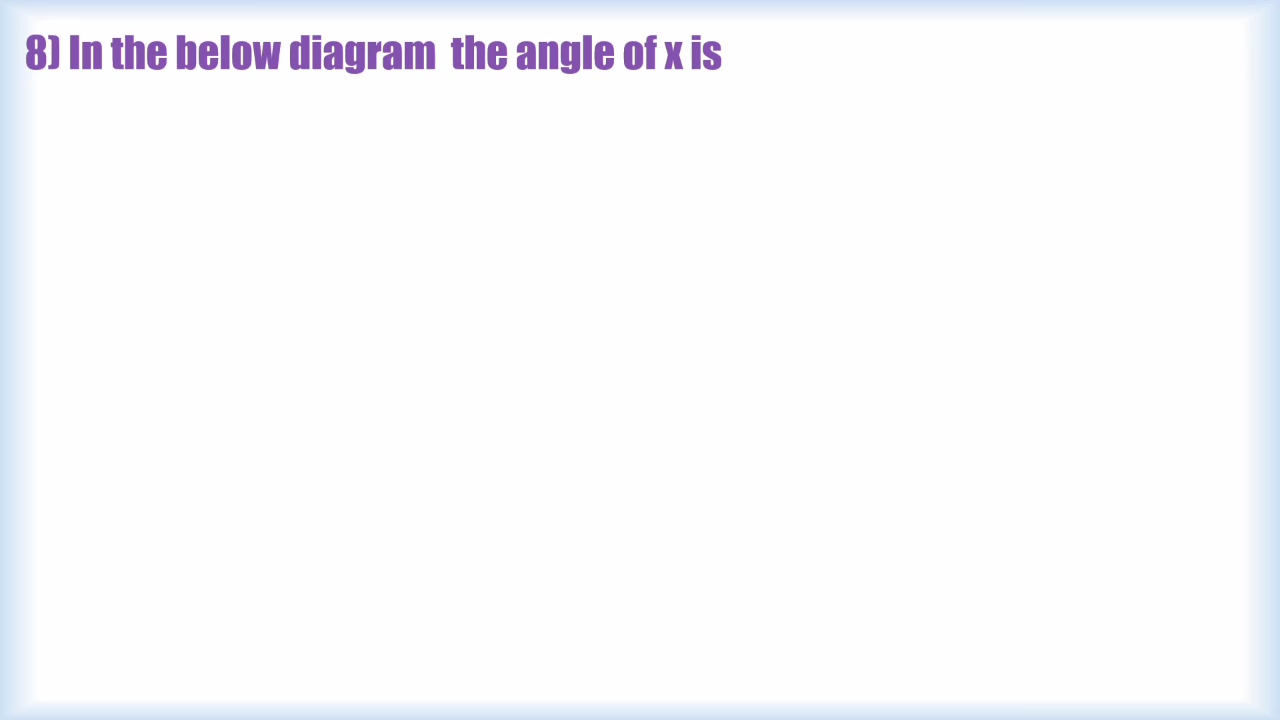 8) In the below diagram  the angle of x is